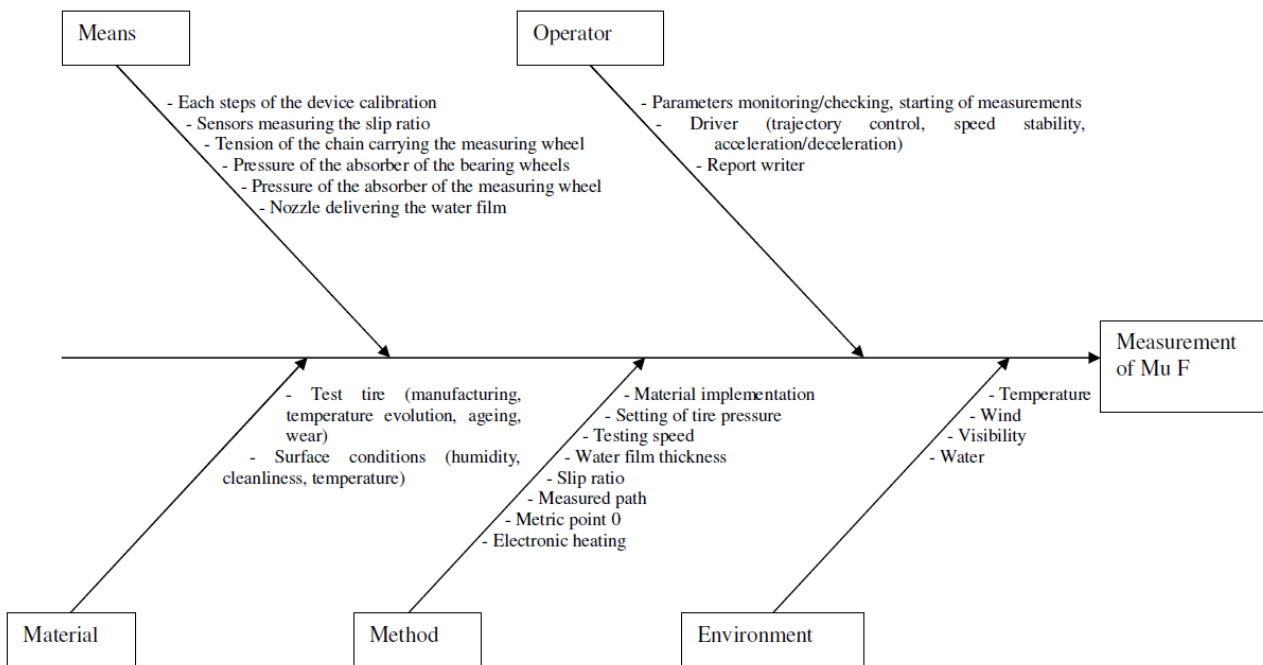 Means
Operator
- Each steps of the device calibration
- Sensors measuring the slip ratio
- Tension of the chain carrying the measuring wheel
- Pressure of the absorber of the bearing wheels
- Pressure of the absorber of the measuring wheel
- Nozzle delivering the water film
- Parameters monitoring/checking, starting of measurements
- Driver (trajectory control, speed stability,
acceleration/deceleration)
- Report writer
Measurement
of Mu F
- Test tire (manufacturing,
temperature evolution, ageing,
wear)
- Surface conditions (humidity,
cleanliness, temperature)
- Material implementation
- Setting of tire pressure
- Testing speed
- Water film thickness
- Slip ratio
- Measured path
- Metric point 0
- Electronic heating
- Temperature
- Wind
- Visibility
- Water
Material
Method
Environment